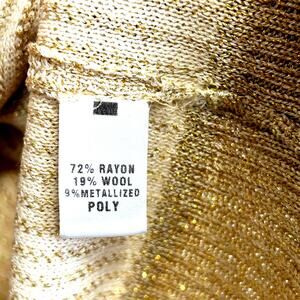 72% RAYON
19% WOOL
9%METALLIZED
POLY